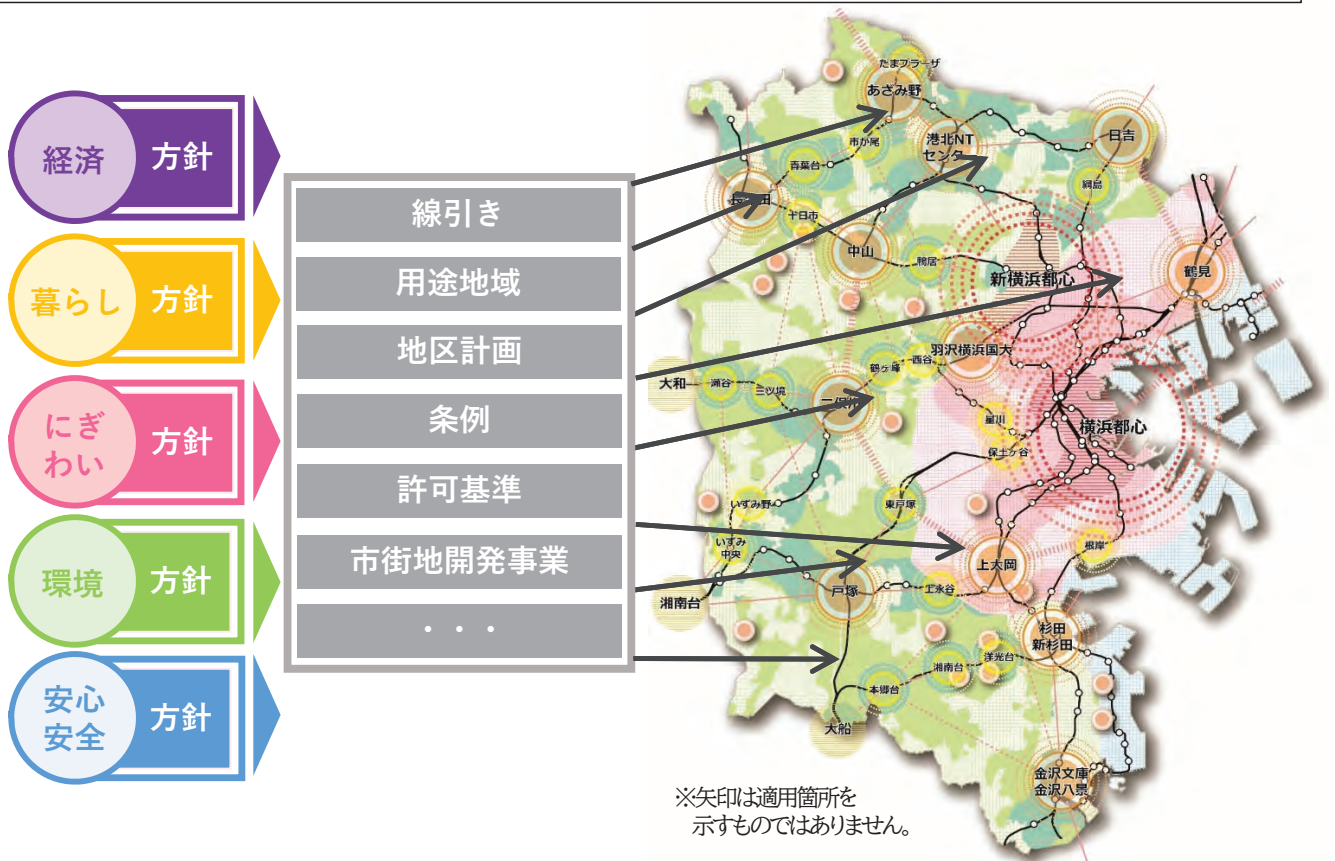 経済
方針
暮らし
方針
にぎ
わい
方針
環境
方針
安心
安全
方針
線引き
用途地域
地区計画
条例
許可基準
市街地開発事業
・・・
たまプラーザ
あざみ野
市が尾
青葉台
港北NT
センター
日吉
綱島
十日市
中山
鴨居
新横浜都心
鶴見
羽沢横浜国大
西谷
鶴ヶ峰
大和
瀬谷
三ツ境
星川
横浜都心
保土ヶ谷
いずみ野
東戸塚
いずみ
中央
根岸
上大岡
湘南台
戸塚
上永谷
杉田
新杉田
湘南台
洋光台
本郷台
大船
金沢文庫
金沢八景
※矢印は適用箇所を
示すものではありません。